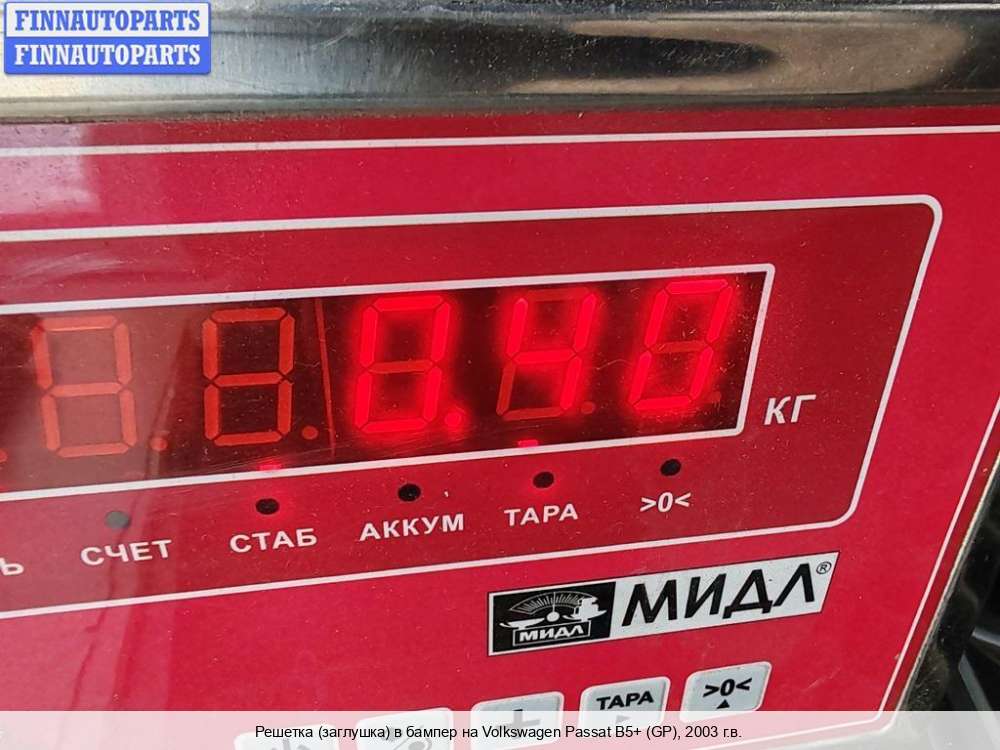 FINNAUTOPARTS
FINNAUTOPARTS
0.40
КГ
Ь СЧЕТ СТАБ АККУМ ТАРА >0<
МИДЛ МИДЛ®
ТАРА >0<
Решетка (заглушка) в бампер на Volkswagen Passat B5+ (GP), 2003 г.в.